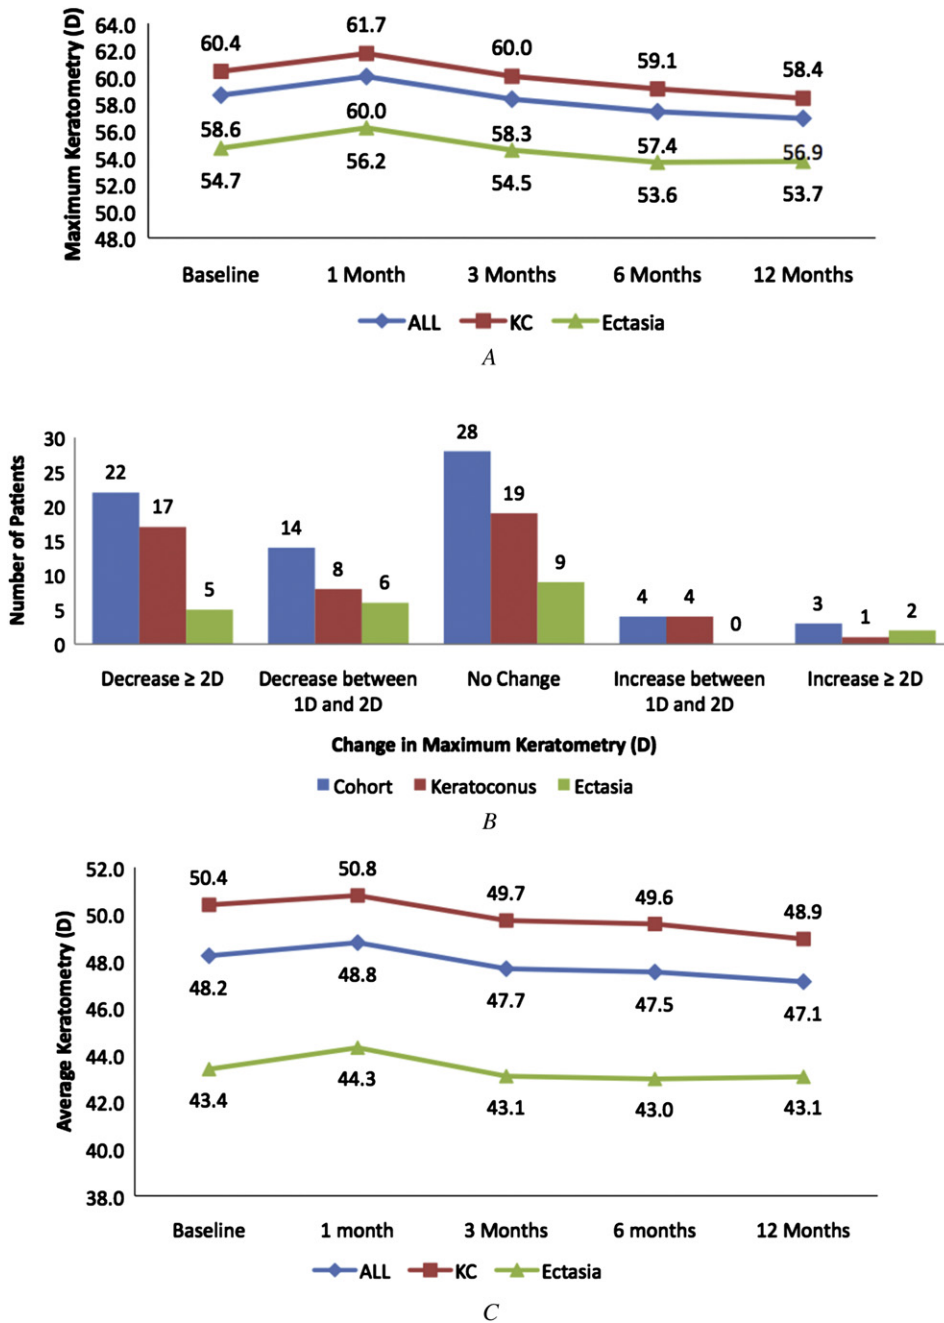 Maximum Keratometry (D)
64.0
62.0
60.0
58.0
56.0
54.0
52.0
50.0
48.0
60.4 61.7 60.0 59.1 58.4
58.6 60.0 58.3 57.4 56.9
54.7 56.2 54.5 53.6 53.7
Baseline 1 Month 3 Months 6 Months 12 Months
ALL KC Ectasia
A
Number of Patients
30
25
20
15
10
5
0
22 17 5
14 8 6
28 19 9
4 4 0
3 1 2
Decrease ≥ 2D
Decrease between
1D and 2D
No Change
Increase between
1D and 2D
Increase ≥ 2D
Change in Maximum Keratometry (D)
Cohort Keratoconus Ectasia
B
Average Keratometry (D)
52.0
50.0
48.0
46.0
44.0
42.0
40.0
38.0
50.4 50.8 49.7 49.6 48.9
48.2 48.8 47.7 47.5 47.1
43.4 44.3 43.1 43.0 43.1
Baseline 1 month 3 Months 6 months 12 Months
ALL KC Ectasia
C